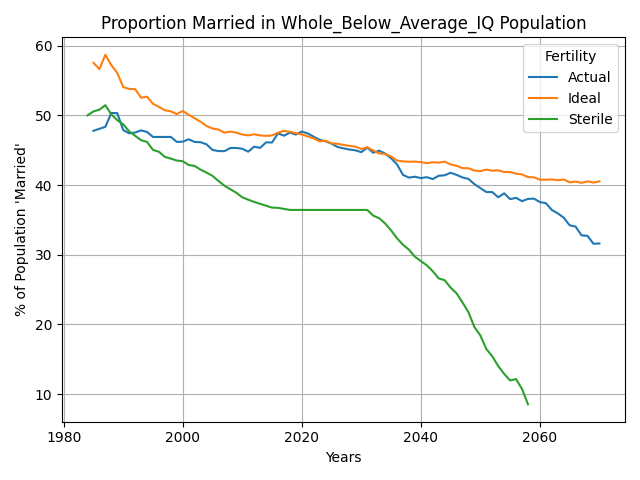 Proportion Married in Whole_Below_Average_IQ Population
% of Population 'Married'
60
50
40
30
20
10
Fertility
Actual
Ideal
Sterile
1980
2000
2020
2040
2060
Years